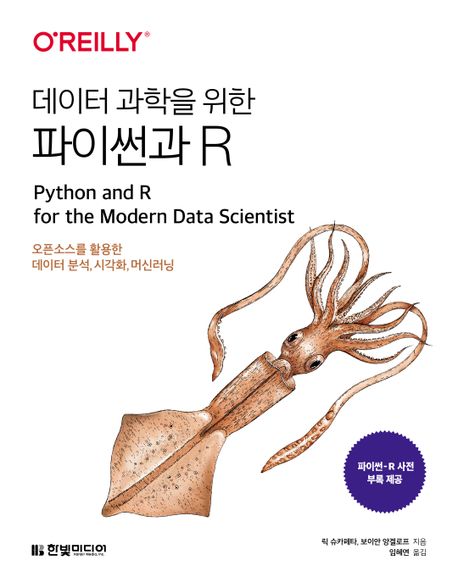 O'REILLY®
데이터 과학을 위한
파이썬과 R
Python and R
for the Modern Data Scientist
오픈소스를 활용한
데이터 분석, 시각화, 머신러닝
파이썬-R 사전
부록 제공
릭 슈카페타, 보이안 앙겔로프 지음
임혜연 옮김
한빛미디어